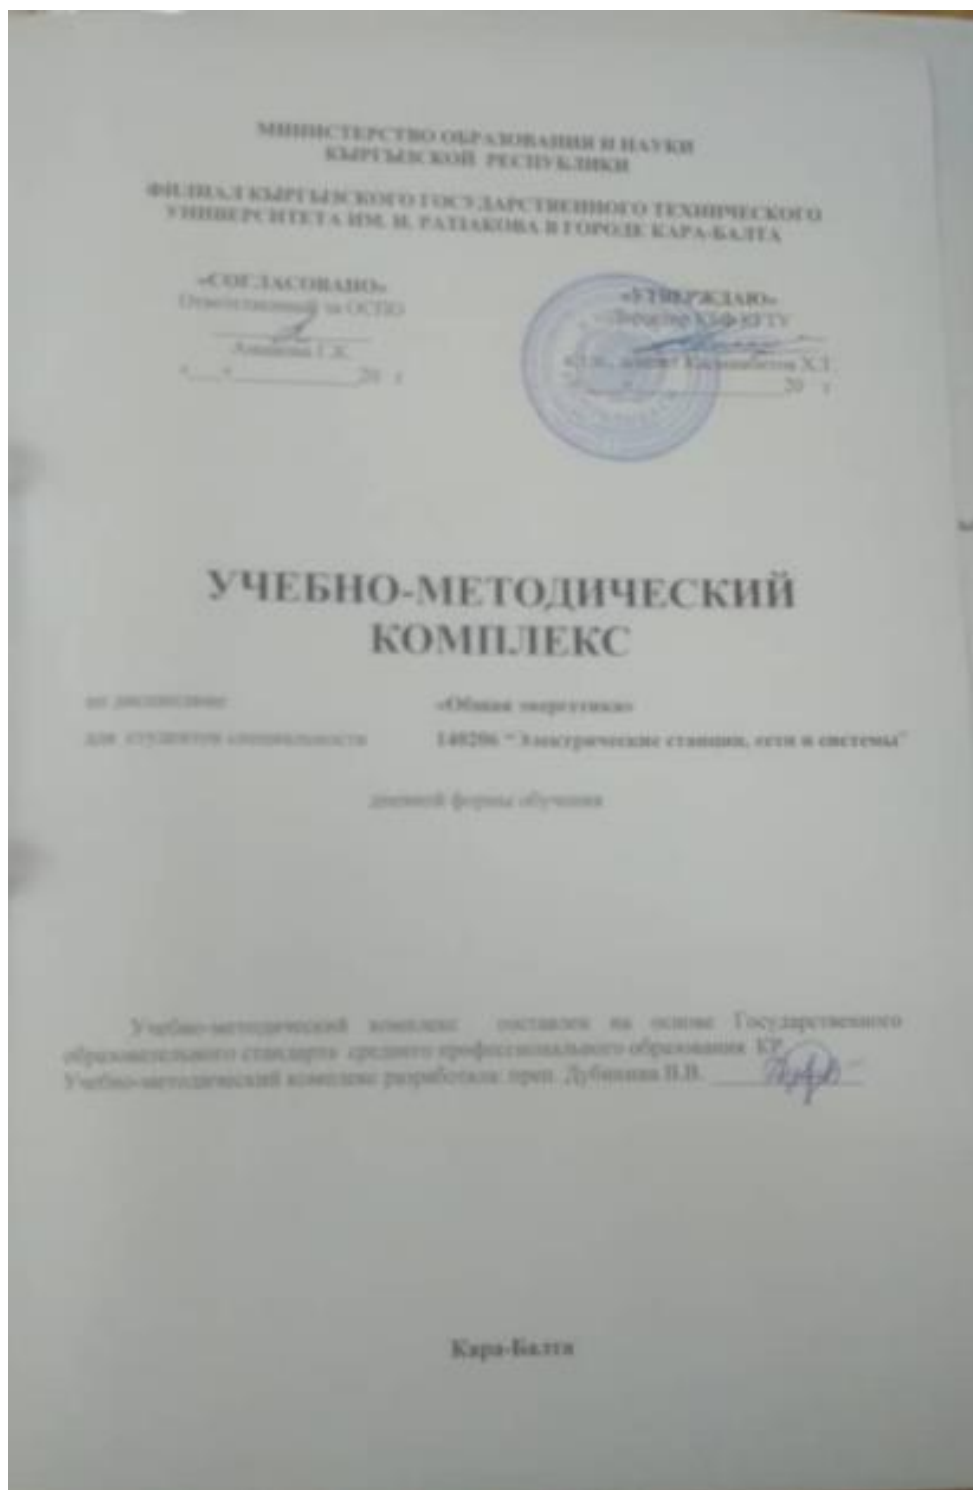 МИНИСТЕРСТВО ОБРАЗОВАНИЯ И НАУКИ
КЫРГЫЗСКОЙ РЕСПУБЛИКИ
ФИЛИАЛ КЫРГЫЗСКОГО ГОСУДАРСТВЕННОГО ТЕХНИЧЕСКОГО
УНИВЕРСИТЕТА ИМ. И. РАЗЗАКОВА В ГОРОДЕ КАРА-БАЛТА
«СОГЛАСОВАНО»
Ответственный за ОСПО
«___»____________20 г
«УТВЕРЖДАЮ»
Директор КБФ КГТУ
Х.Т.
20 г
УЧЕБНО-МЕТОДИЧЕСКИЙ
КОМПЛЕКС
по дисциплине «Общая энергетика»
для студентов специальности 140206 "Электрические станции, сети и системы"
дневной формы обучения
Учебно-методический комплекс составлен на основе Государственного
образовательного стандарта среднего профессионального образования КР
Учебно-методический комплекс разработала: преп. В.В.
Кара-Балта